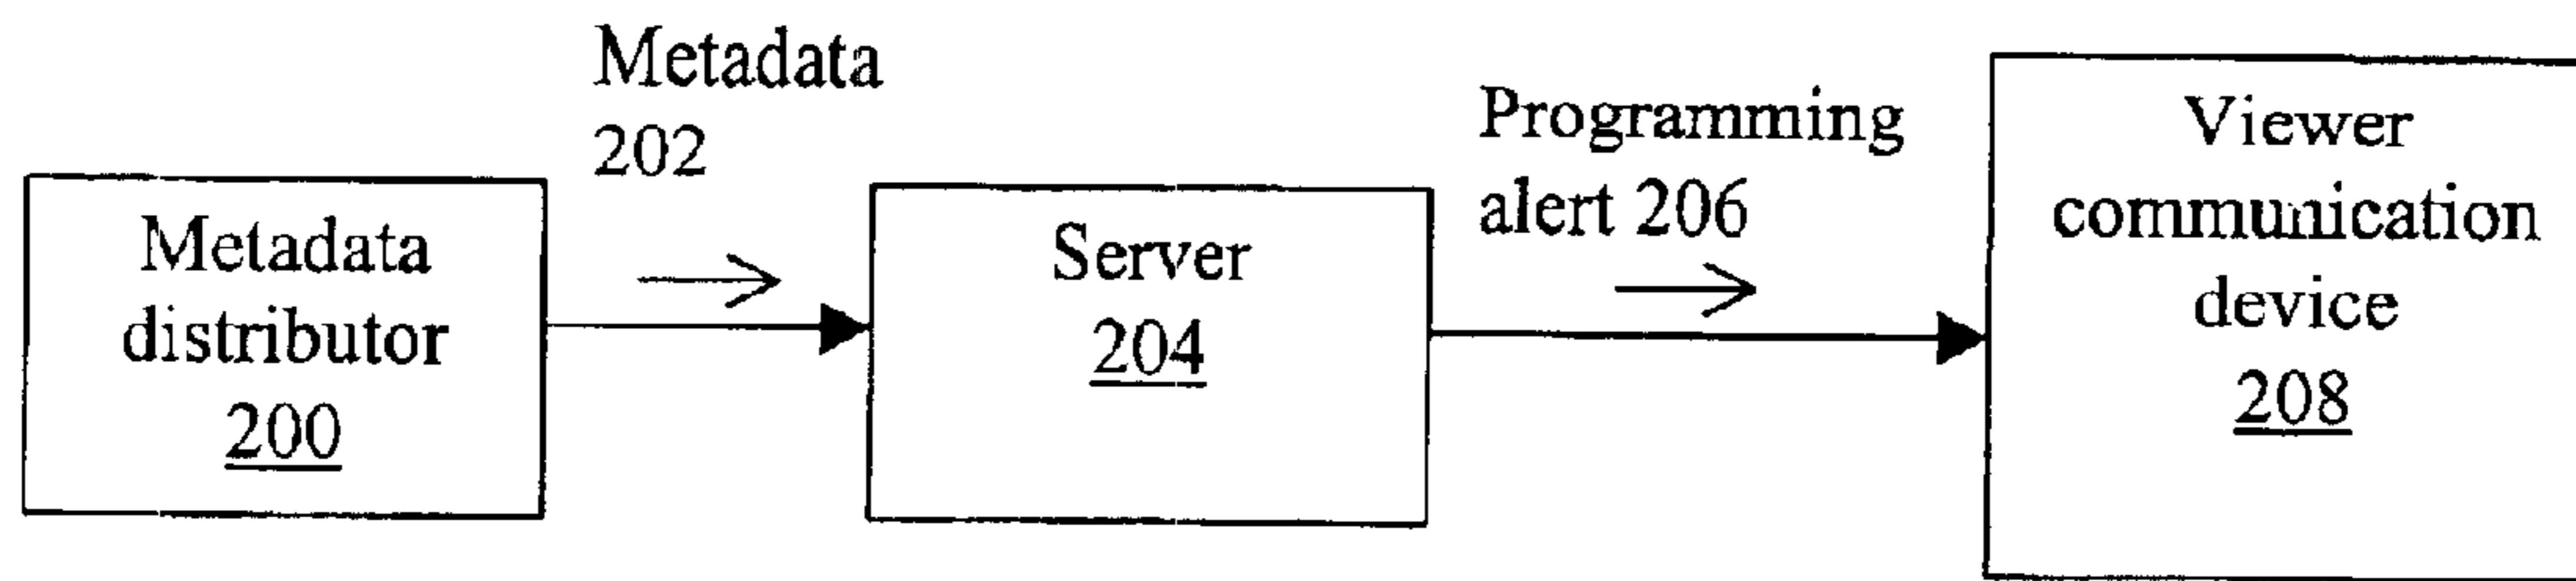 Metadata
202
Programming
alert 206
Metadata
distributor
200
Server
204
Viewer
communication
device
208